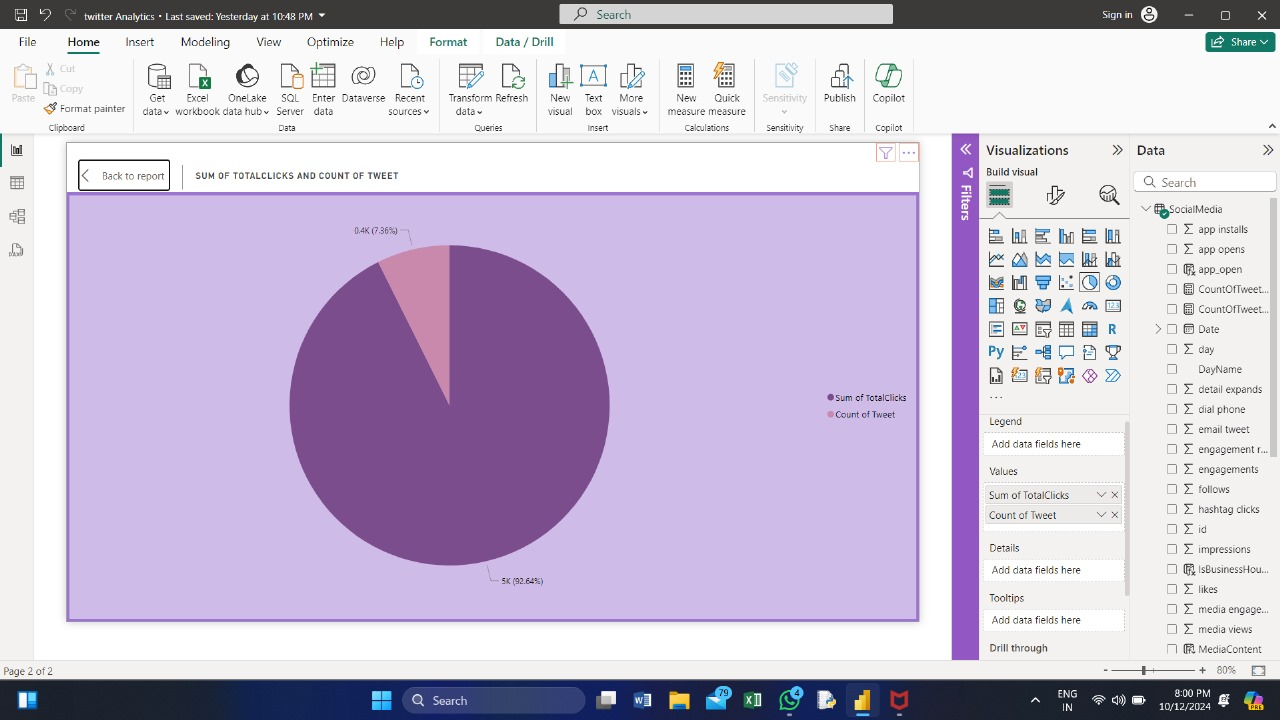 twitter Analytics • Last saved: Yesterday at 10:48 PM
Search
Sign in
File Home Insert Modeling View Optimize Help Format Data / Drill
Share
Paste
Cut
Copy
Format painter
Clipboard
Get data
Excel workbook
OneLake data hub
SQL Server
Enter data
Dataverse
Recent sources
Data
Transform data
Refresh
Queries
New visual
Text box
More visuals
Insert
New measure
Quick measure
Calculations
Sensitivity
Sensitivity
Publish
Share
Copilot
Copilot
Back to report
SUM OF TOTALCLICKS AND COUNT OF TWEET
0.4K (7.36%)
5K (92.64%)
Sum of TotalClicks
Count of Tweet
Filters
Visualizations
Build visual
123
R
Py
123
...
Legend
Add data fields here
Values
Sum of TotalClicks
Count of Tweet
Details
Add data fields here
Tooltips
Add data fields here
Drill through
Data
Search
SocialMedia
app installs
app opens
app_open
CountOfTweet...
CountOfTweet...
Date
day
DayName
detail expands
dial phone
email tweet
engagement r...
engagements
follows
hashtag clicks
id
impressions
IsBusinessHou...
likes
media engage...
media views
MediaContent
Page 2 of 2
- + 80%
Search
79
4
ENG
IN
8:00 PM
10/12/2024
PRE